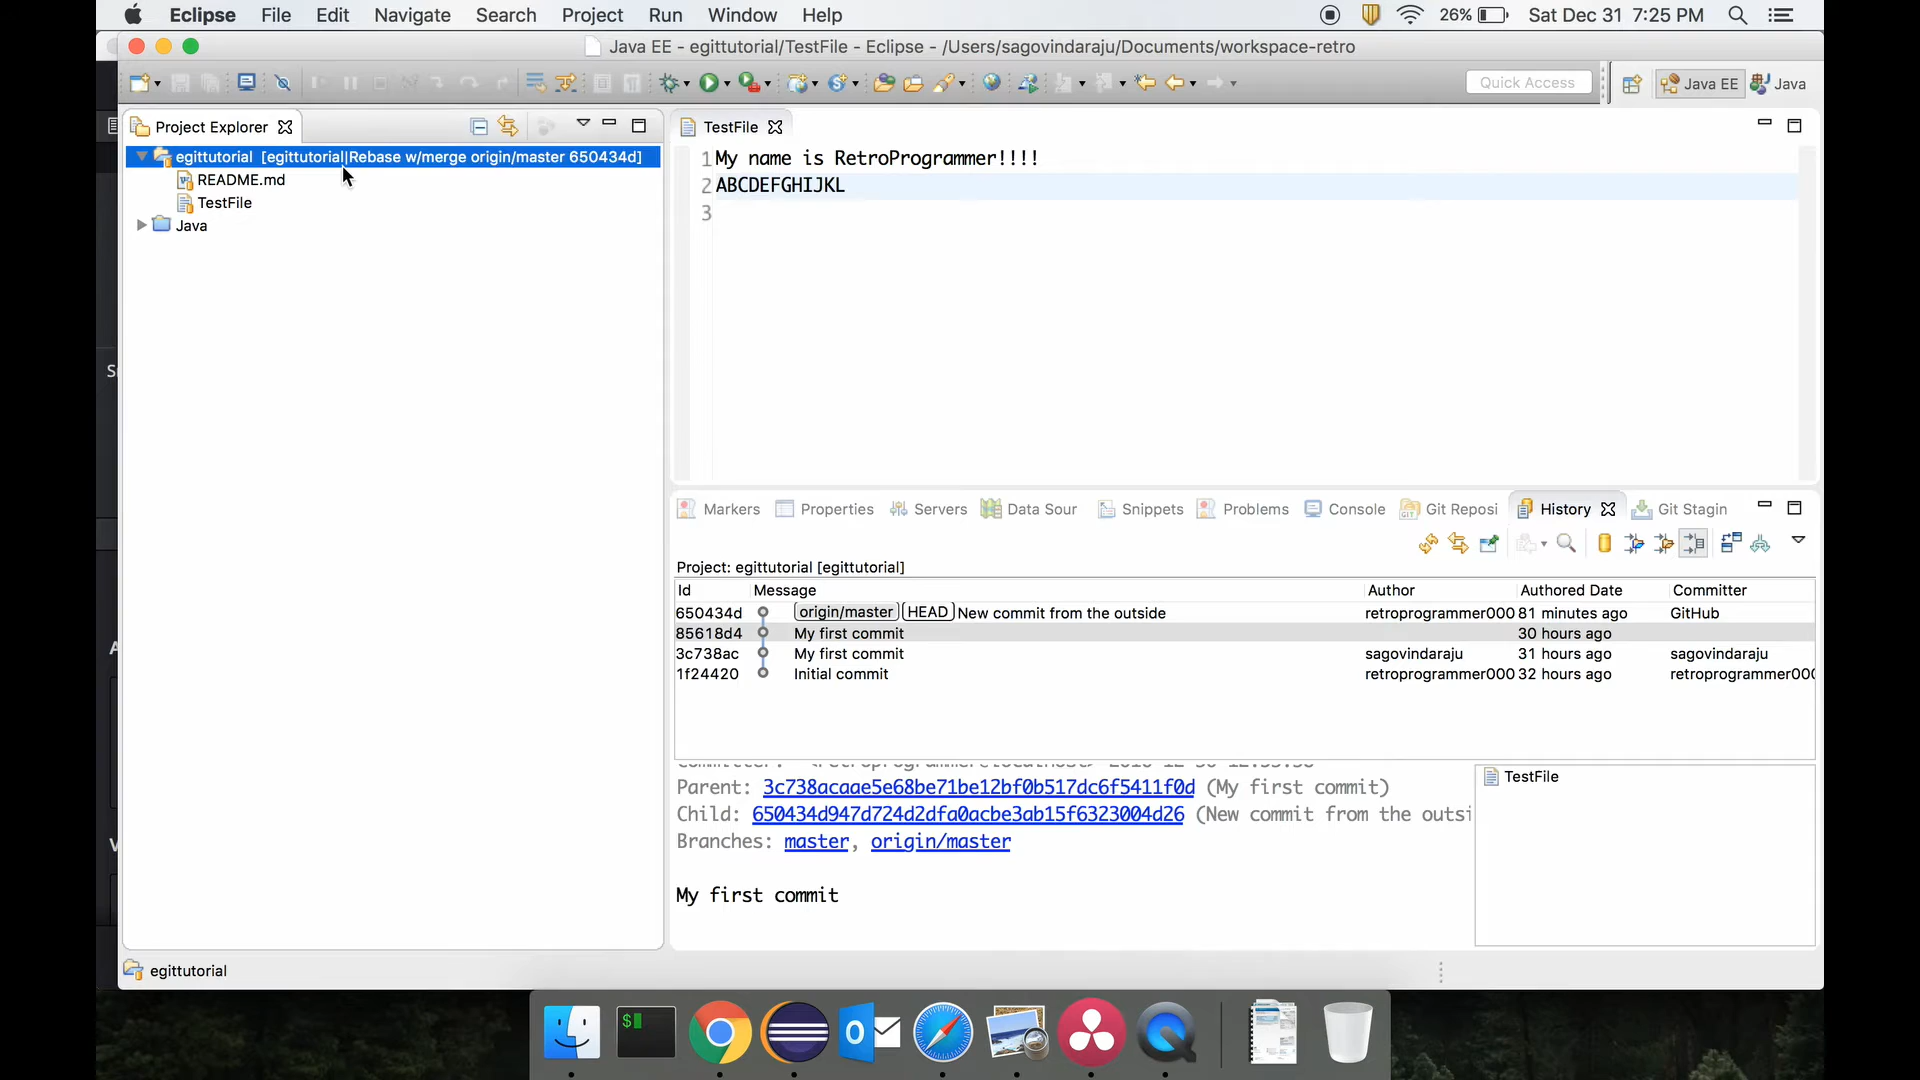 Eclipse File Edit Navigate Search Project Run Window Help 26% Sat Dec 31 7:25 PM
Java EE - egittutorial/TestFile - Eclipse - /Users/sagovindaraju/Documents/workspace-retro
Quick Access Java EE Java
Project Explorer
egittutorial [egittutorial|Rebase w/merge origin/master 650434d]
README.md
TestFile
Java
TestFile
1 My name is RetroProgrammer!!!!
2 ABCDEFGHIJKL
3
Markers Properties Servers Data Sour Snippets Problems Console Git Reposi History Git Stagin
Project: egittutorial [egittutorial]
Id Message Author Authored Date Committer
650434d origin/master HEAD New commit from the outside retroprogrammer000 81 minutes ago GitHub
85618d4 My first commit 30 hours ago
3c738ac My first commit sagovindaraju 31 hours ago sagovindaraju
1f24420 Initial commit retroprogrammer000 32 hours ago retroprogrammer00
Parent: 3c738acaae5e68be71be12bf0b517dc6f5411f0d (My first commit)
Child: 650434d947d724d2dfa0acbe3ab15f6323004d26 (New commit from the outsi
Branches: master, origin/master
My first commit
TestFile
egittutorial